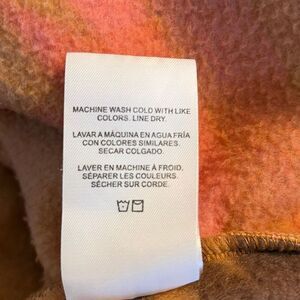 MACHINE WASH COLD WITH LIKE
COLORS. LINE DRY.
LAVAR A MÁQUINA EN AGUA FRÍA
CON COLORES SIMILARES.
SECAR COLGADO.
LAVER EN MACHINE À FROID,
SÉPARER LES COULEURS.
SÉCHER SUR CORDE.